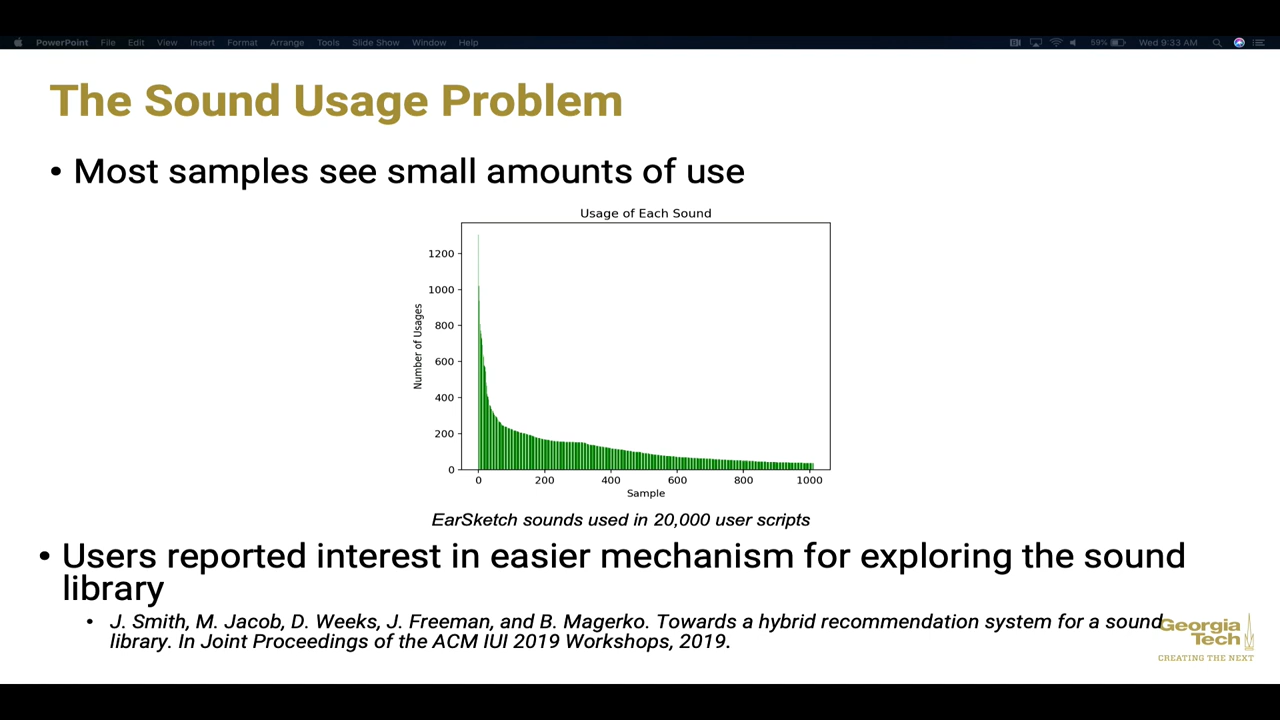 PowerPoint File Edit View Insert Format Arrange Tools Slide Show Window Help 59% Wed 9:33 AM
The Sound Usage Problem
• Most samples see small amounts of use
Usage of Each Sound
1200
1000
800
600
400
200
0
Number of Usages
0 200 400 600 800 1000
Sample
EarSketch sounds used in 20,000 user scripts
• Users reported interest in easier mechanism for exploring the sound
library
• J. Smith, M. Jacob, D. Weeks, J. Freeman, and B. Magerko. Towards a hybrid recommendation system for a sound
library. In Joint Proceedings of the ACM IUI 2019 Workshops, 2019.
Georgia
Tech
CREATING THE NEXT